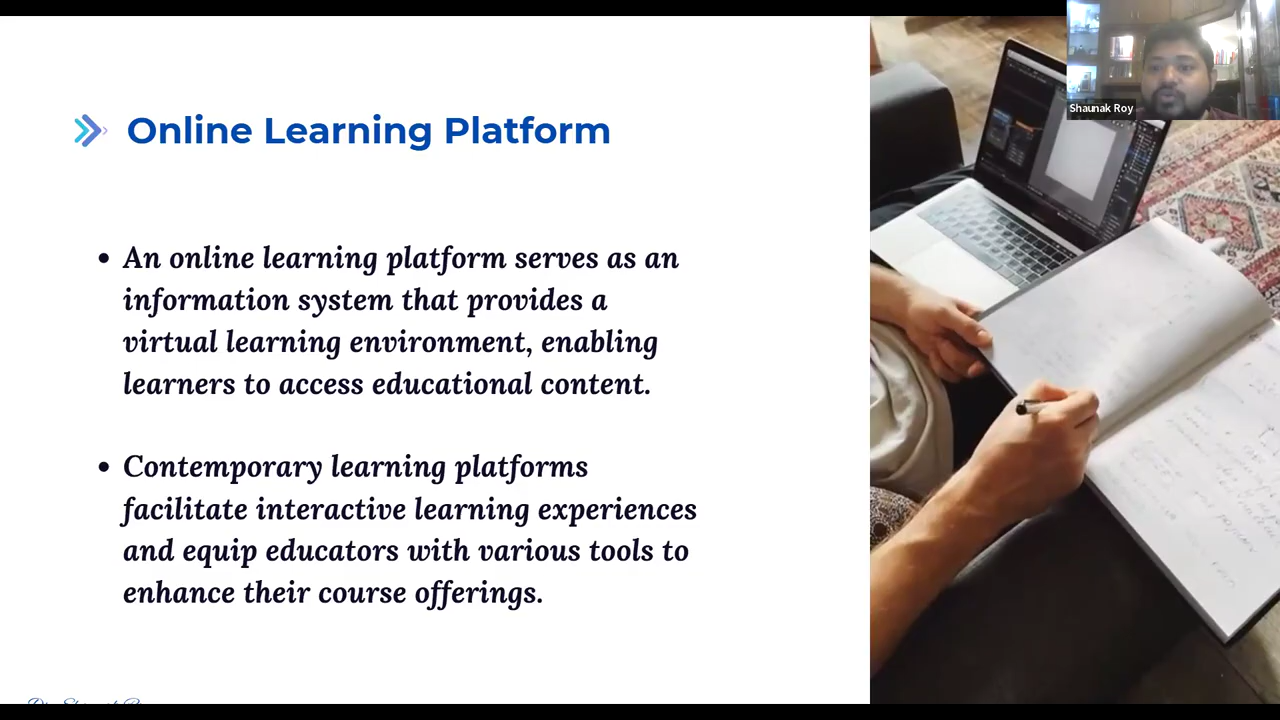 Shaunak Roy
Online Learning Platform
• An online learning platform serves as an
information system that provides a
virtual learning environment, enabling
learners to access educational content.
• Contemporary learning platforms
facilitate interactive learning experiences
and equip educators with various tools to
enhance their course offerings.